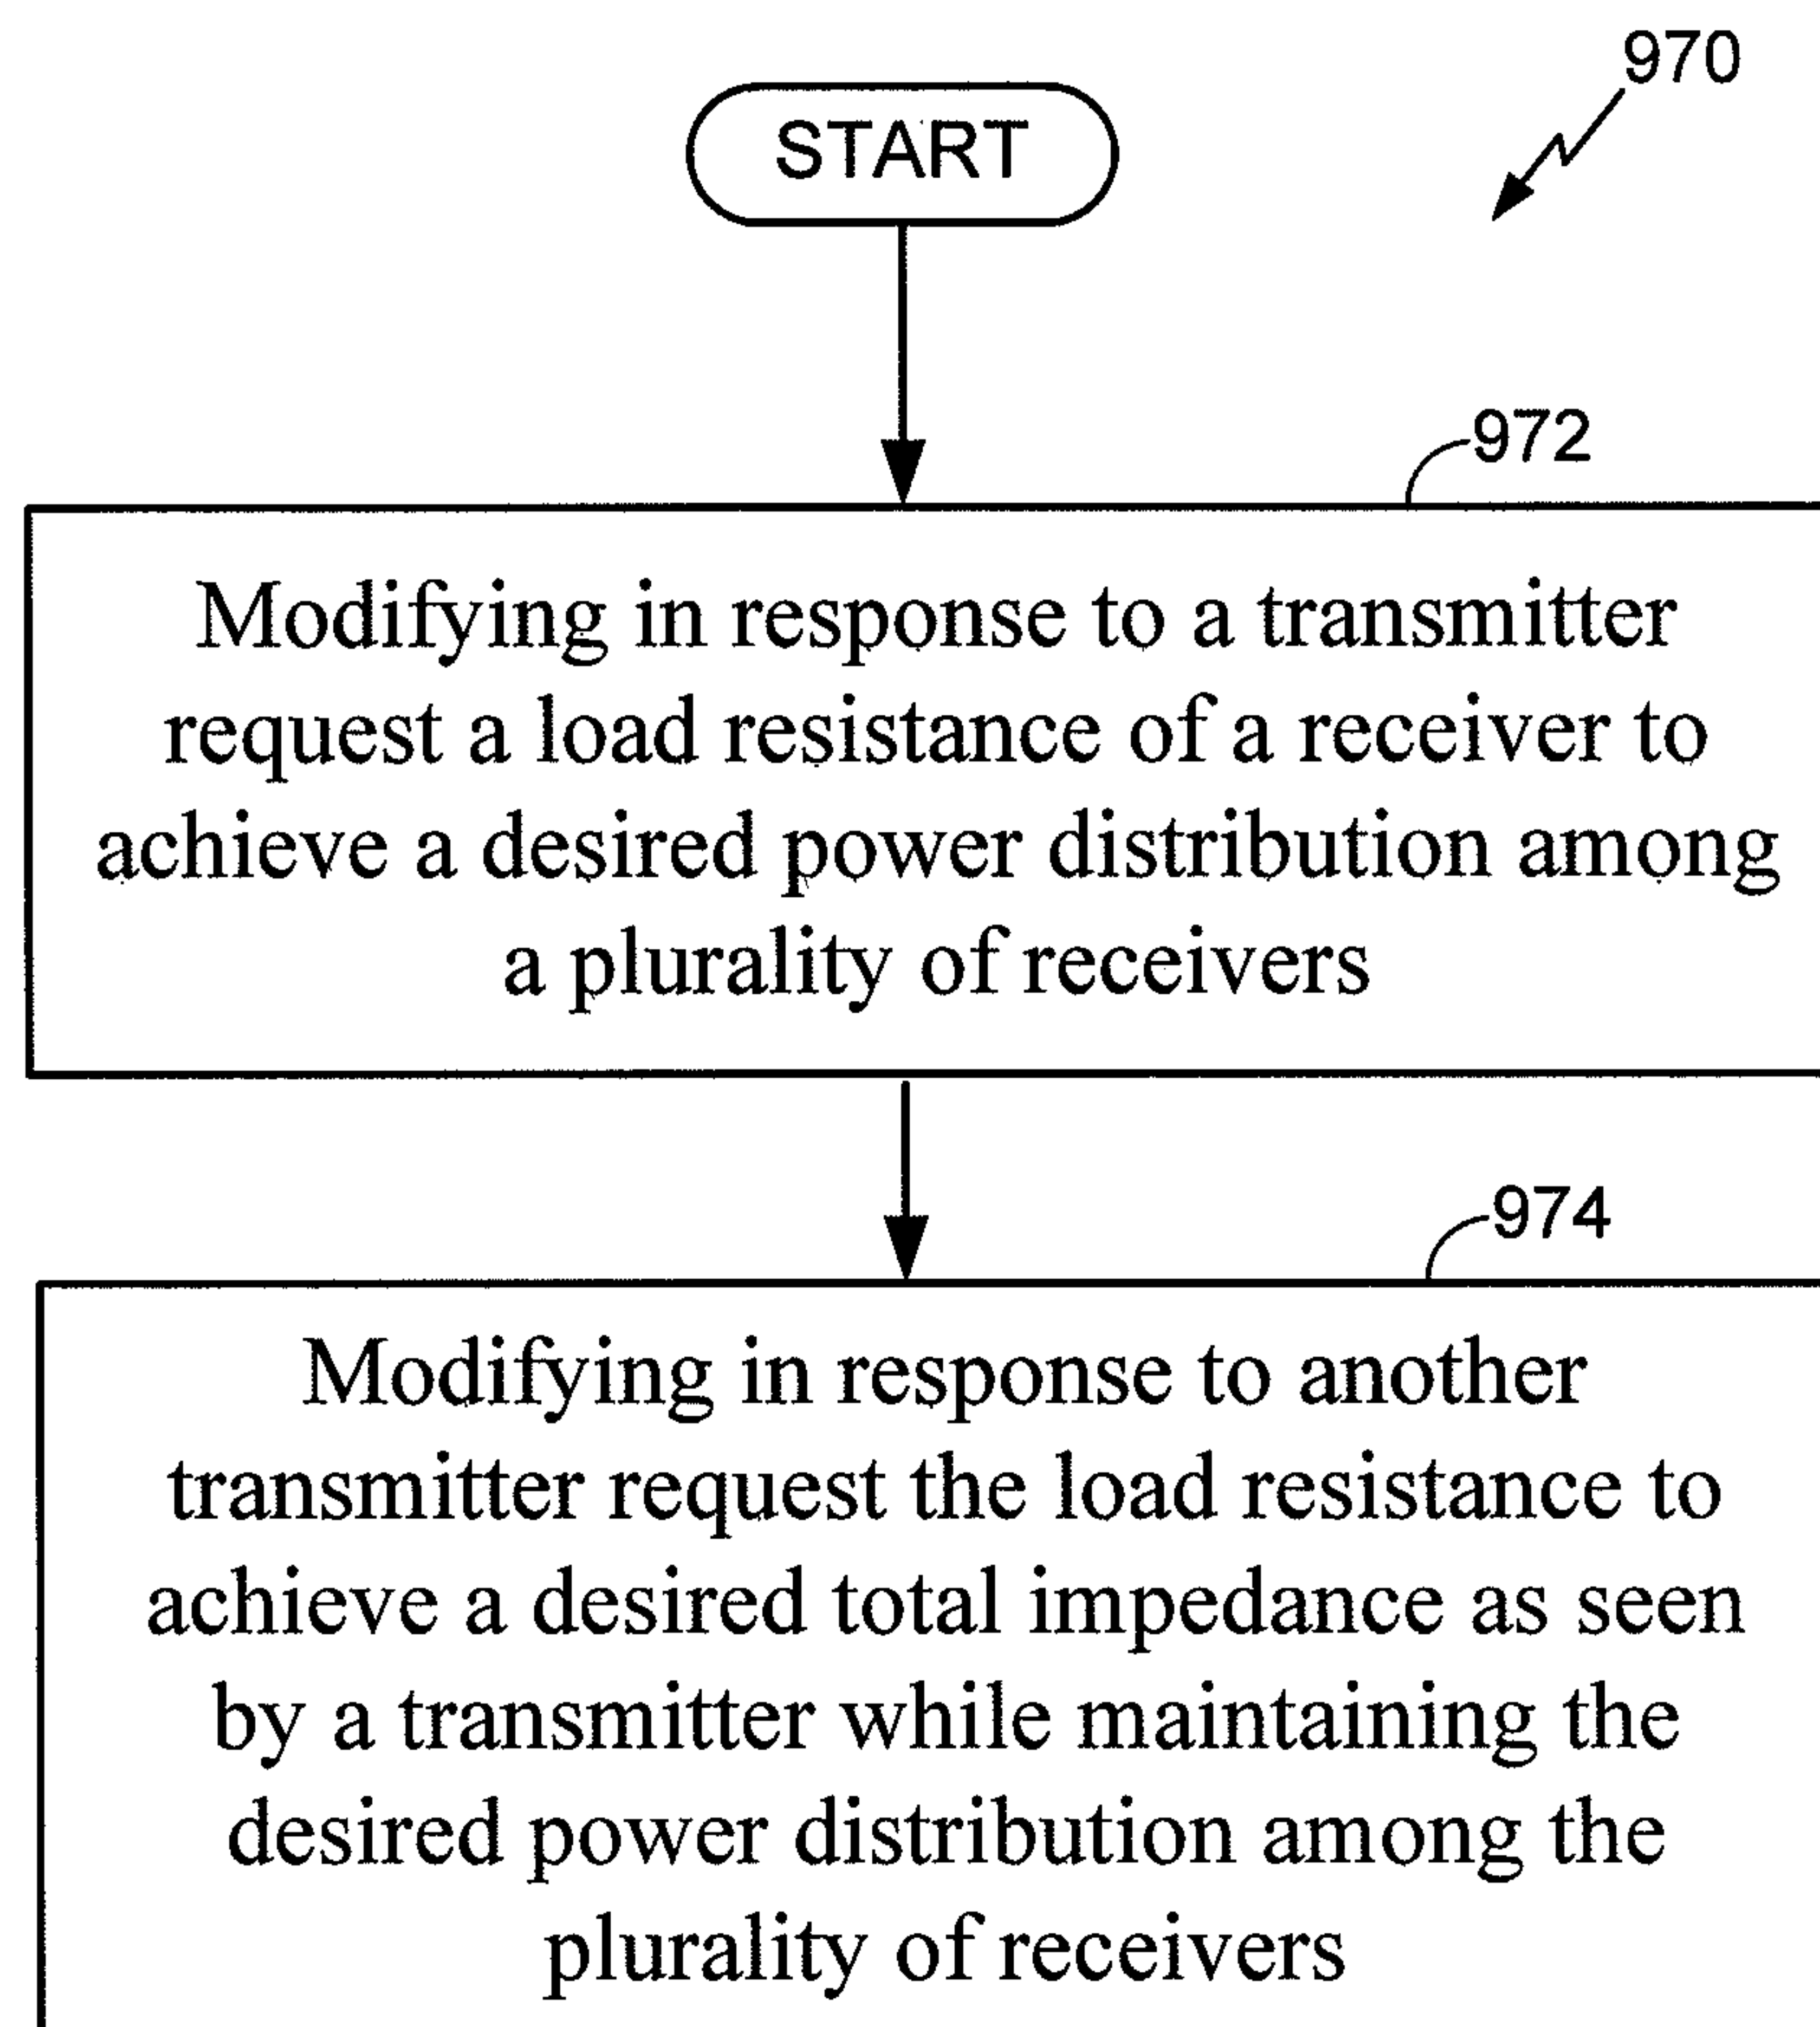 970
START
972
Modifying in response to a transmitter
request a load resistance of a receiver to
achieve a desired power distribution among
a plurality of receivers
974
Modifying in response to another
transmitter request the load resistance to
achieve a desired total impedance as seen
by a transmitter while maintaining the
desired power distribution among the
plurality of receivers